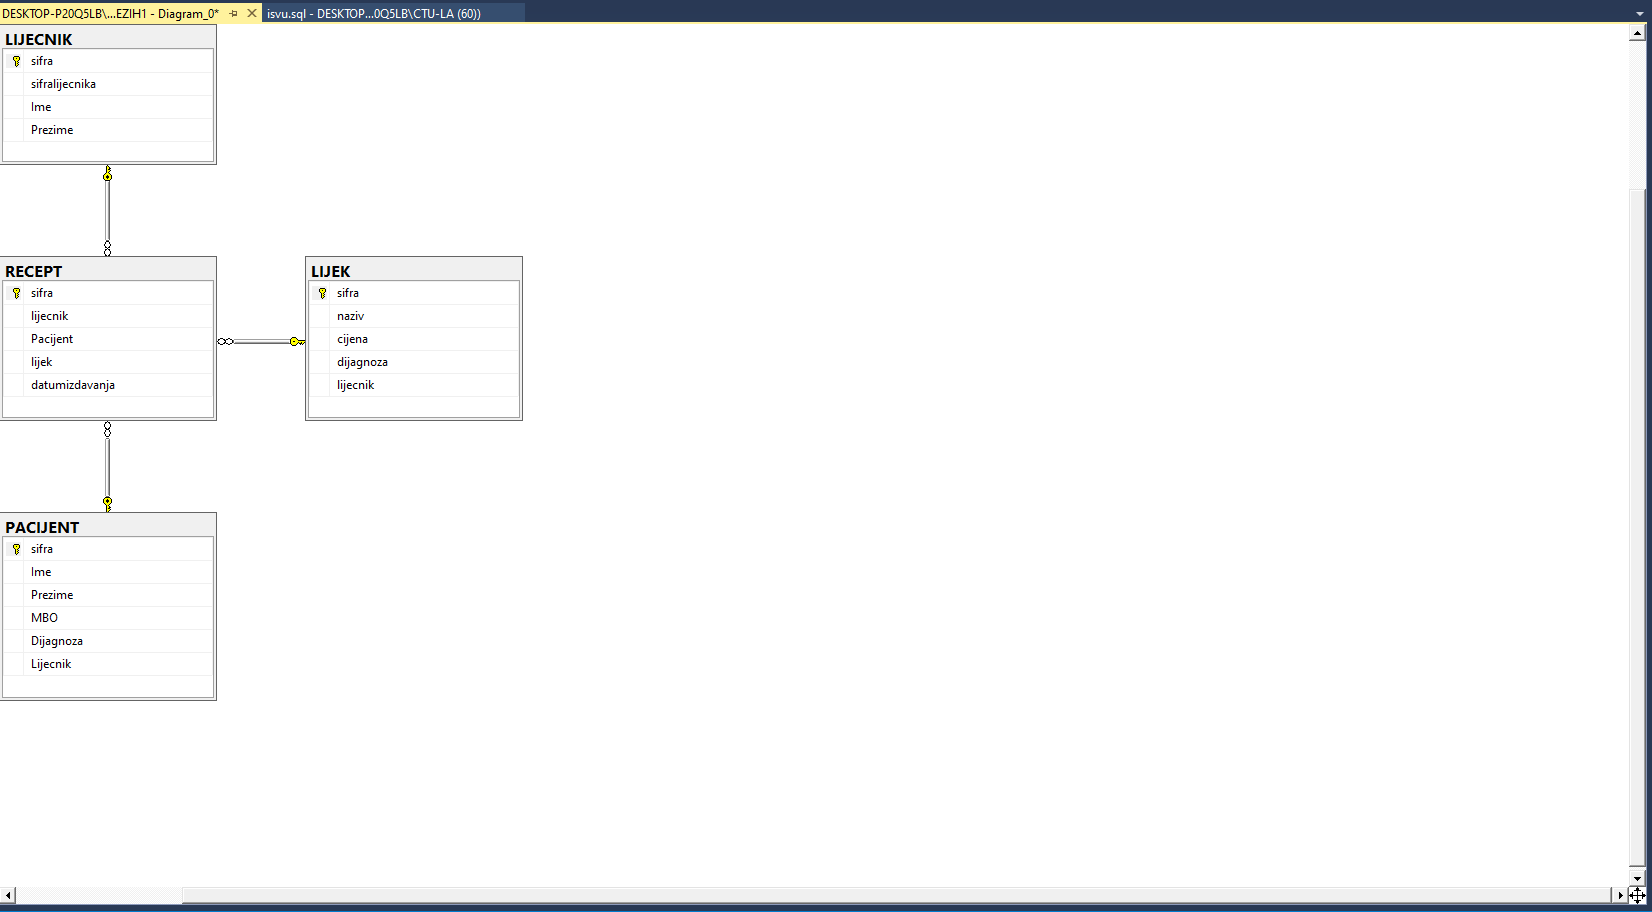 DESKTOP-P20Q5LB\...EZIH1 - Diagram_0*
isvu.sql - DESKTOP...0Q5LB\CTU-LA (60))
LIJECNIK
sifra
sifralijecnika
Ime
Prezime
RECEPT
sifra
lijecnik
Pacijent
lijek
datumizdavanja
LIJEK
sifra
naziv
cijena
dijagnoza
lijecnik
PACIJENT
sifra
Ime
Prezime
MBO
Dijagnoza
Lijecnik